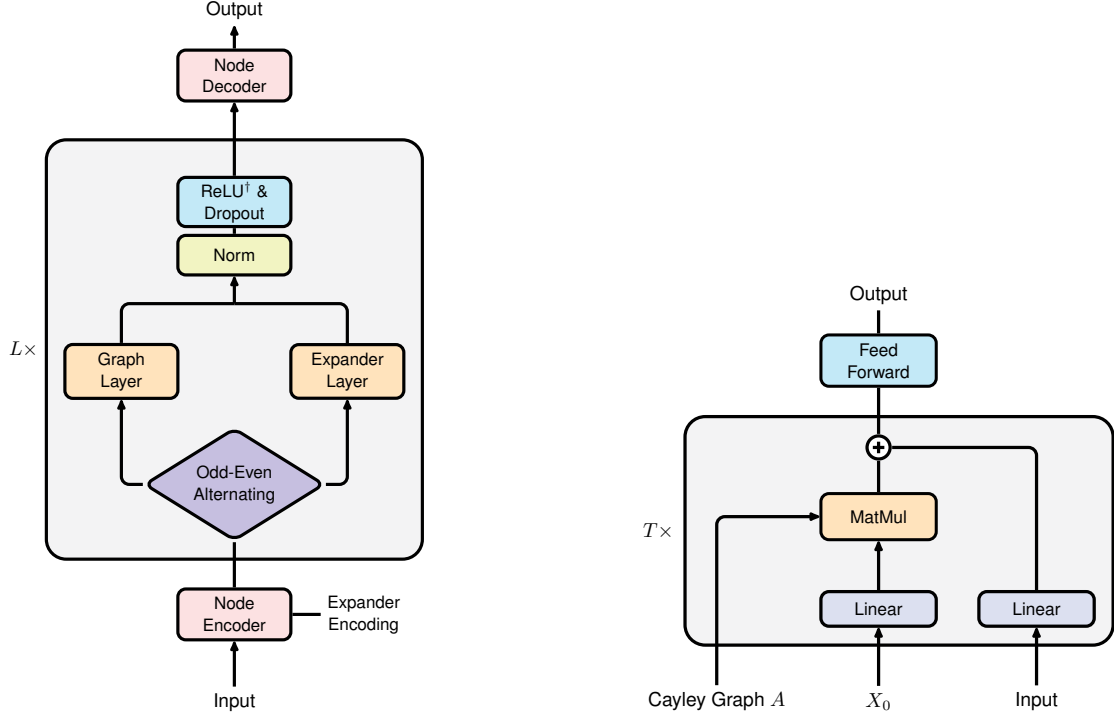 Output
Node
Decoder
ReLU† &
Dropout
Norm
L×
Graph
Layer
Expander
Layer
Odd-Even
Alternating
Node
Encoder
Expander
Encoding
Input
Output
Feed
Forward
+
T×
MatMul
Linear
Linear
Cayley Graph A
X₀
Input